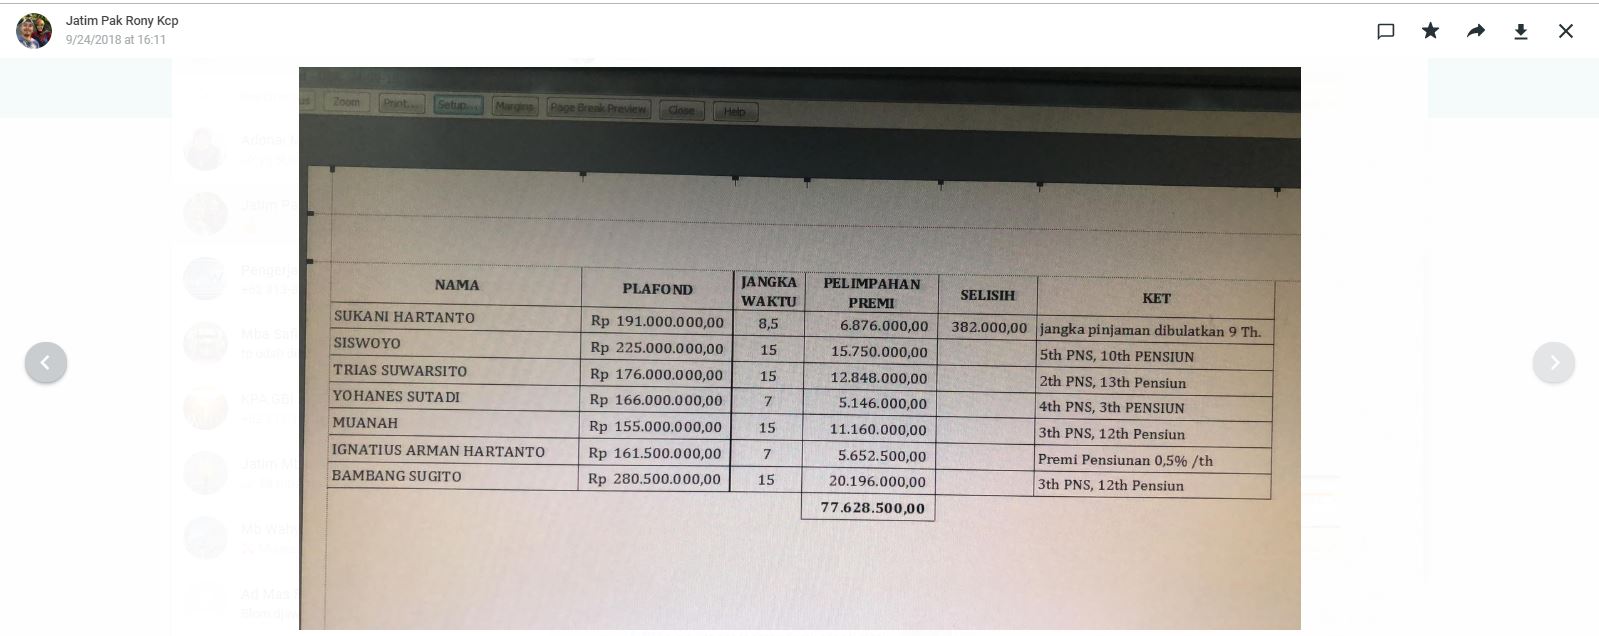 Jatim Pak Rony Kcp
9/24/2018 at 16:11
Zoom Print... Setup... Margins Page Break Preview Close Help
NAMA PLAFOND JANGKA WAKTU PELIMPAHAN PREMI SELISIH KET
SUKANI HARTANTO Rp 191.000.000,00 8,5 6.876.000,00 382.000,00 jangka pinjaman dibulatkan 9 Th.
SISWOYO Rp 225.000.000,00 15 15.750.000,00 5th PNS, 10th PENSIUN
TRIAS SUWARSITO Rp 176.000.000,00 15 12.848.000,00 2th PNS, 13th Pensiun
YOHANES SUTADI Rp 166.000.000,00 7 5.146.000,00 4th PNS, 3th PENSIUN
MUANAH Rp 155.000.000,00 15 11.160.000,00 3th PNS, 12th Pensiun
IGNATIUS ARMAN HARTANTO Rp 161.500.000,00 7 5.652.500,00 Premi Pensiunan 0,5% /th
BAMBANG SUGITO Rp 280.500.000,00 15 20.196.000,00 3th PNS, 12th Pensiun
77.628.500,00